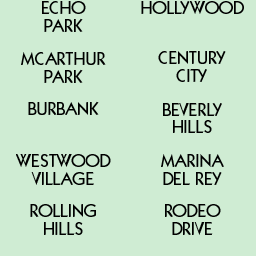 ECHO
PARK
HOLLYWOOD
MCARTHUR
PARK
CENTURY
CITY
BURBANK
BEVERLY
HILLS
WESTWOOD
VILLAGE
MARINA
DEL REY
ROLLING
HILLS
RODEO
DRIVE